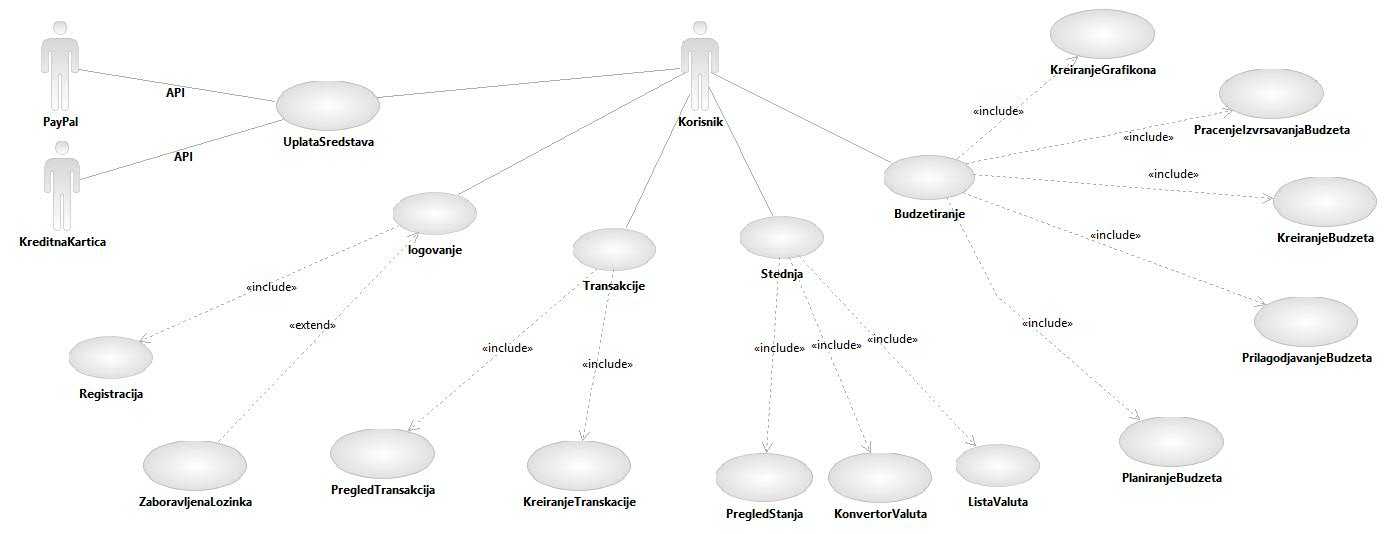 KreiranjeGrafikona
API
«include»
PayPal
Korisnik
PracenjeIzvrsavanjaBudzeta
«include»
UplataSredstava
API
«include»
Budzetiranje
KreditnaKartica
«include»
KreiranjeBudzeta
logovanje
Stednja
Transakcije
«include»
«extend»
«include»
«include»
«include»
«include»
«include»
«include»
PrilagodjavanjeBudzeta
«include»
Registracija
PlaniranjeBudzeta
PregledTransakcija
ZaboravljenaLozinka
KreiranjeTranskacije
ListaValuta
PregledStanja
KonvertorValuta